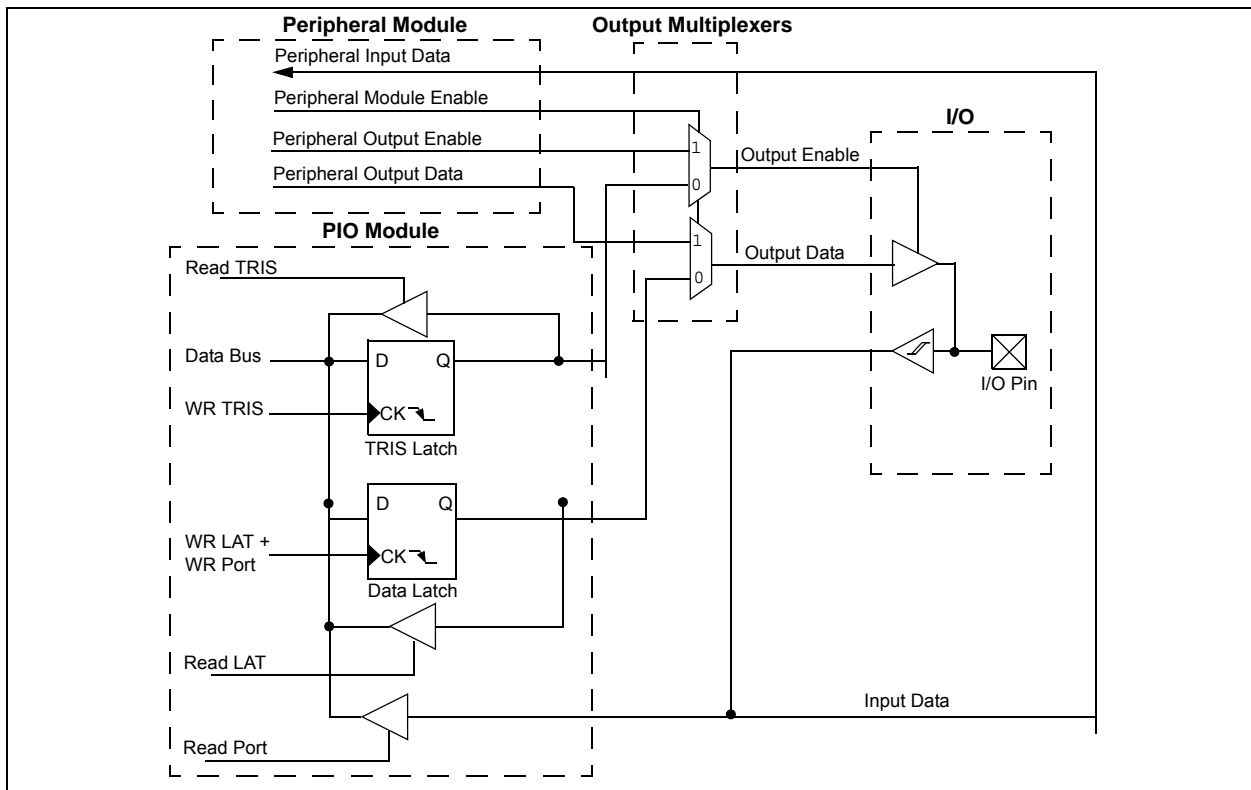 Peripheral Module
Output Multiplexers
Peripheral Input Data
Peripheral Module Enable
Peripheral Output Enable
Peripheral Output Data
1
0
1
0
Output Enable
Output Data
I/O
I/O Pin
PIO Module
Read TRIS
Data Bus
D
Q
WR TRIS
CK
TRIS Latch
D
Q
WR LAT +
WR Port
CK
Data Latch
Read LAT
Input Data
Read Port